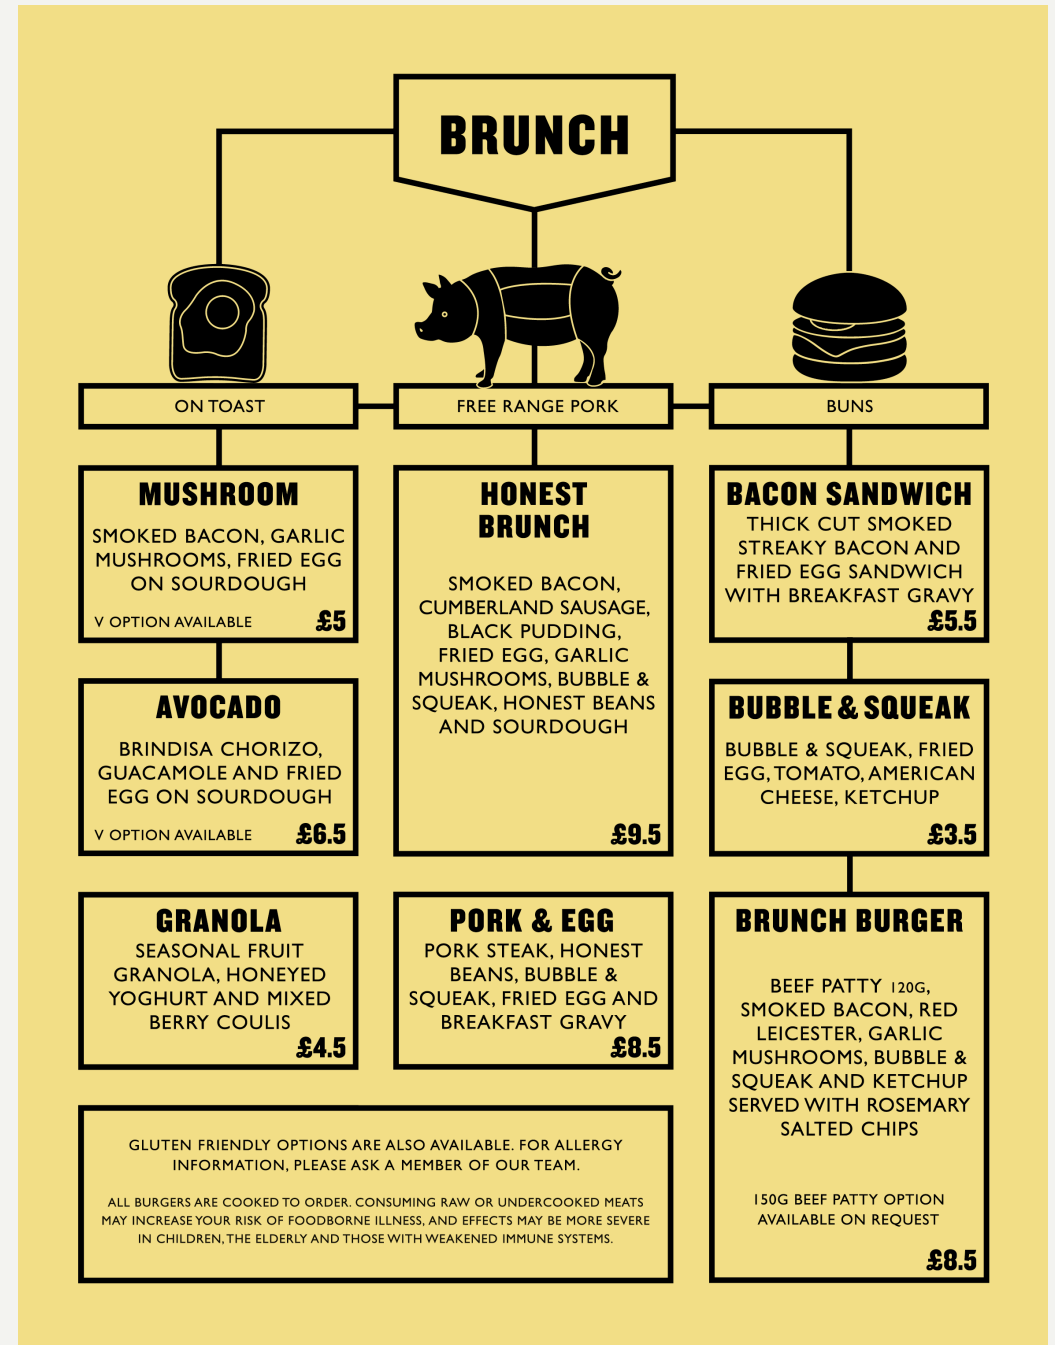 BRUNCH
ON TOAST
FREE RANGE PORK
BUNS
MUSHROOM
SMOKED BACON, GARLIC
MUSHROOMS, FRIED EGG
ON SOURDOUGH
V OPTION AVAILABLE £5
AVOCADO
BRINDISA CHORIZO,
GUACAMOLE AND FRIED
EGG ON SOURDOUGH
V OPTION AVAILABLE £6.5
GRANOLA
SEASONAL FRUIT
GRANOLA, HONEYED
YOGHURT AND MIXED
BERRY COULIS
£4.5
HONEST
BRUNCH
SMOKED BACON,
CUMBERLAND SAUSAGE,
BLACK PUDDING,
FRIED EGG, GARLIC
MUSHROOMS, BUBBLE &
SQUEAK, HONEST BEANS
AND SOURDOUGH
£9.5
PORK & EGG
PORK STEAK, HONEST
BEANS, BUBBLE &
SQUEAK, FRIED EGG AND
BREAKFAST GRAVY
£8.5
BACON SANDWICH
THICK CUT SMOKED
STREAKY BACON AND
FRIED EGG SANDWICH
WITH BREAKFAST GRAVY
£5.5
BUBBLE & SQUEAK
BUBBLE & SQUEAK, FRIED
EGG, TOMATO, AMERICAN
CHEESE, KETCHUP
£3.5
BRUNCH BURGER
BEEF PATTY 120G,
SMOKED BACON, RED
LEICESTER, GARLIC
MUSHROOMS, BUBBLE &
SQUEAK AND KETCHUP
SERVED WITH ROSEMARY
SALTED CHIPS
150G BEEF PATTY OPTION
AVAILABLE ON REQUEST
£8.5
GLUTEN FRIENDLY OPTIONS ARE ALSO AVAILABLE. FOR ALLERGY
INFORMATION, PLEASE ASK A MEMBER OF OUR TEAM.
ALL BURGERS ARE COOKED TO ORDER. CONSUMING RAW OR UNDERCOOKED MEATS
MAY INCREASE YOUR RISK OF FOODBORNE ILLNESS, AND EFFECTS MAY BE MORE SEVERE
IN CHILDREN, THE ELDERLY AND THOSE WITH WEAKENED IMMUNE SYSTEMS.